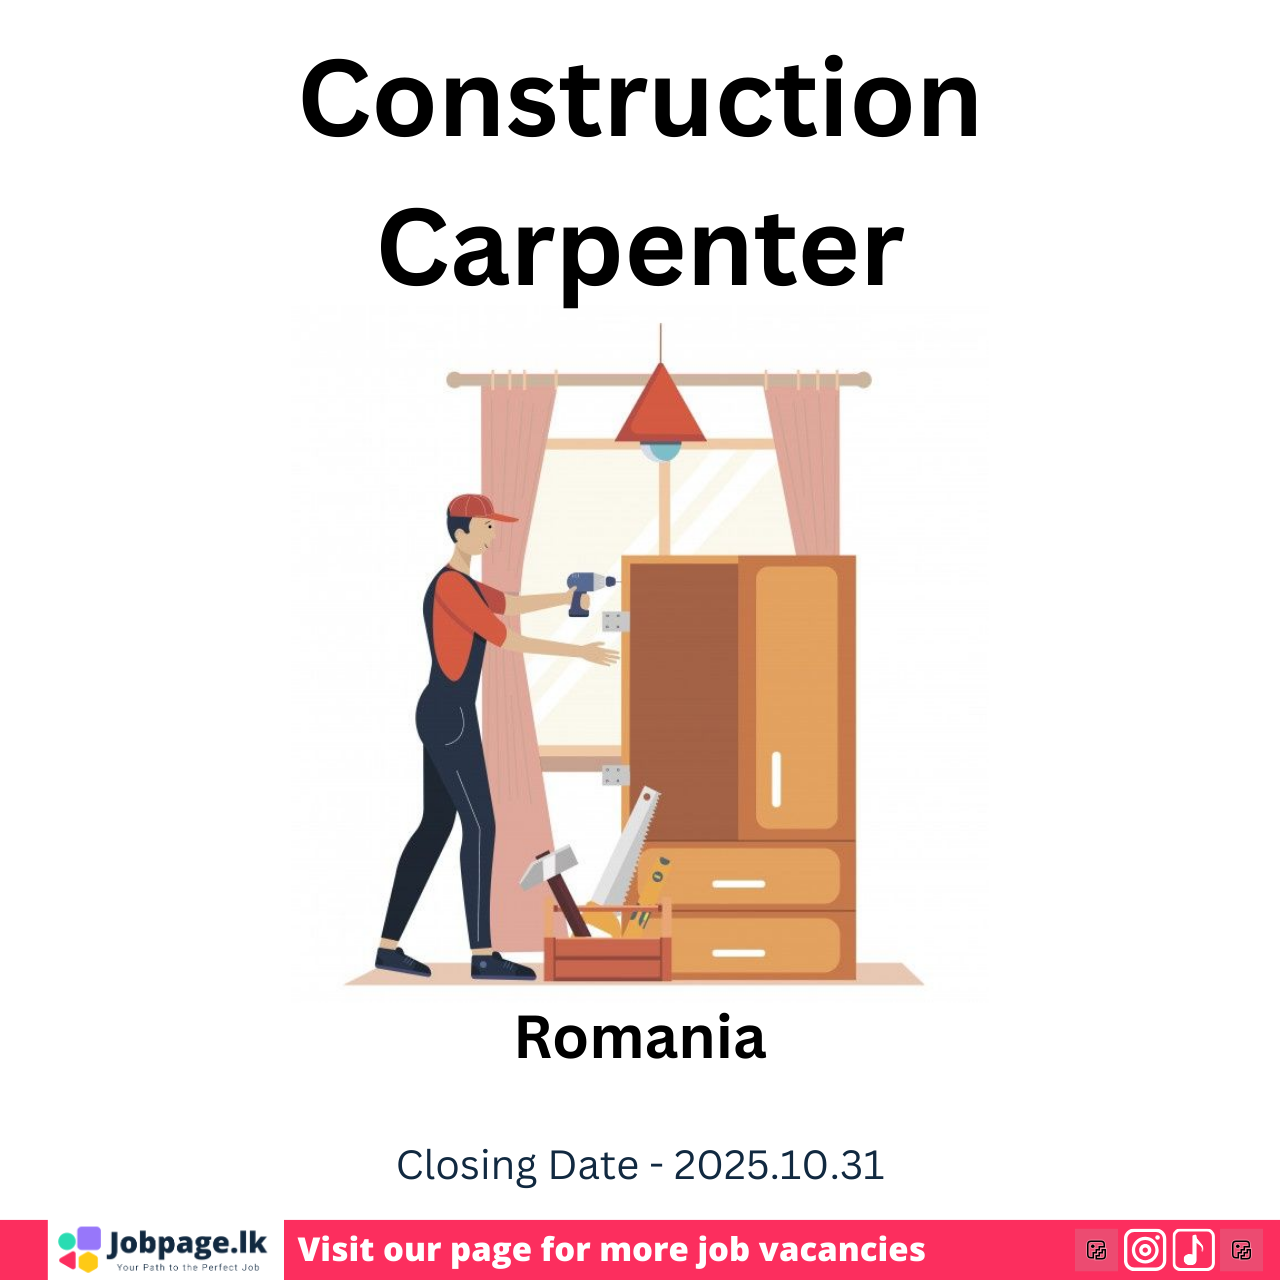 Construction
Carpenter
Romania
Closing Date - 2025.10.31
Jobpage.lk
Your Path to the Perfect Job
Visit our page for more job vacancies